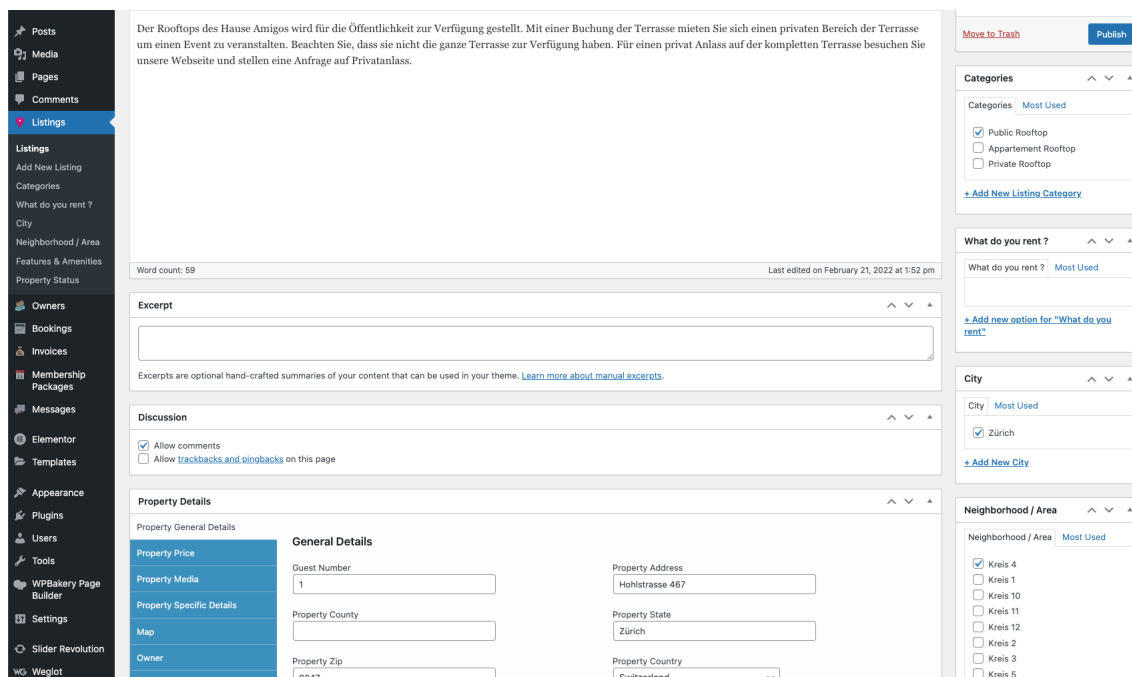 Posts
Media
Pages
Comments
Listings
Listings
Add New Listing
Categories
What do you rent ?
City
Neighborhood / Area
Features & Amenities
Property Status
Owners
Bookings
Invoices
Membership
Packages
Messages
Elementor
Templates
Appearance
Plugins
Users
Tools
WPBakery Page
Builder
Settings
Slider Revolution
WG Weglot
Der Rooftops des Hause Amigos wird für die Öffentlichkeit zur Verfügung gestellt. Mit einer Buchung der Terrasse mieten Sie sich einen privaten Bereich der Terrasse
um einen Event zu veranstalten. Beachten Sie, dass sie nicht die ganze Terrasse zur Verfügung haben. Für einen privat Anlass auf der kompletten Terrasse besuchen Sie
unsere Webseite und stellen eine Anfrage auf Privatanlass.
Word count: 59 Last edited on February 21, 2022 at 1:52 pm
Excerpt
Excerpts are optional hand-crafted summaries of your content that can be used in your theme. Learn more about manual excerpts.
Discussion
Allow comments
Allow trackbacks and pingbacks on this page
Property Details
Property General Details
Property Price
Property Media
Property Specific Details
Map
Owner
General Details
Guest Number Property Address
1 Hohlstrasse 467
Property County Property State
Zürich
Property Zip Property Country
Switzerland
Move to Trash Publish
Categories
Categories Most Used
Public Rooftop
Appartement Rooftop
Private Rooftop
+ Add New Listing Category
What do you rent ?
What do you rent ? Most Used
+ Add new option for "What do you
rent"
City
City Most Used
Zürich
+ Add New City
Neighborhood / Area
Neighborhood / Area Most Used
Kreis 4
Kreis 1
Kreis 10
Kreis 11
Kreis 12
Kreis 2
Kreis 3
Kreis 5